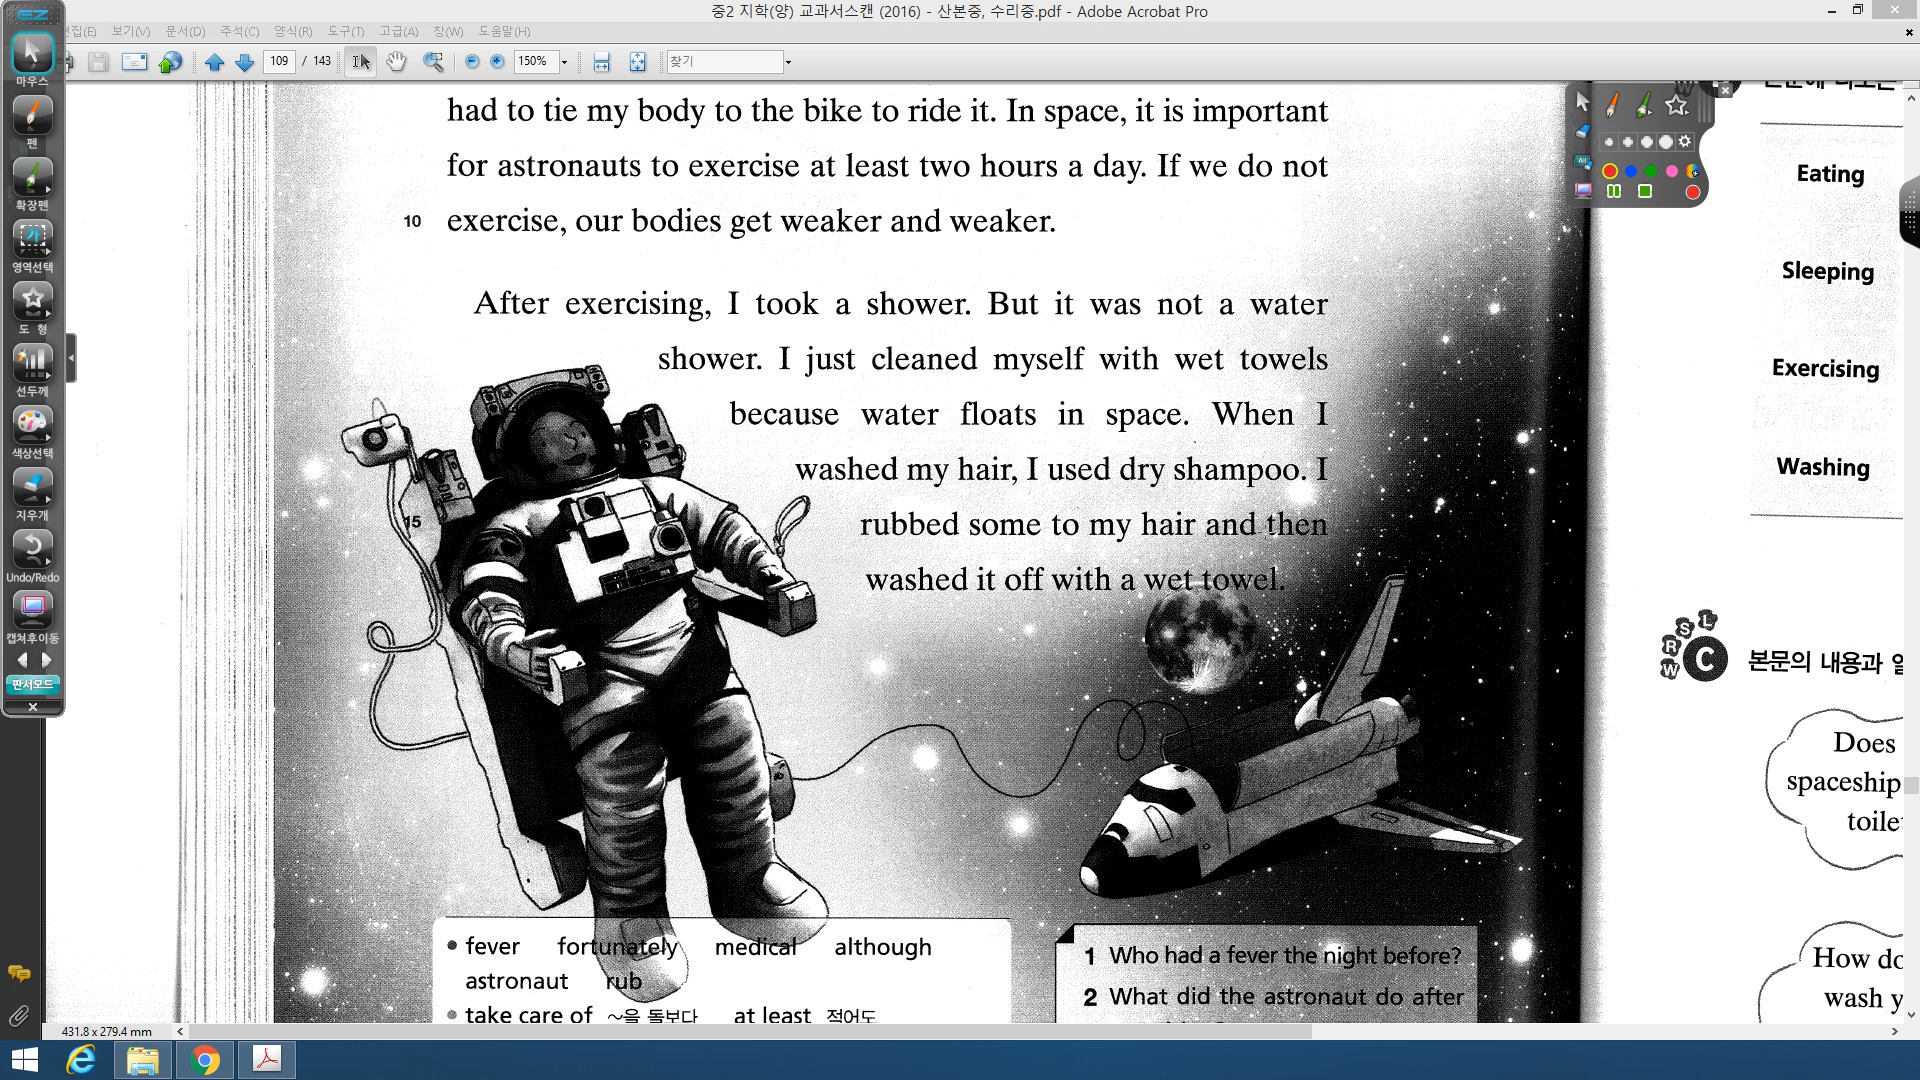 중2 지학(양) 교과서스캔 (2016) - 산본중, 수리중.pdf - Adobe Acrobat Pro
보기(V) 문서(D) 주석(C) 양식(R) 도구(T) 고급(A) 창(W) 도움말(H)
109 / 143 150% 찾기
마우스
펜
확장펜
영역선택
도 형
선두께
색상선택
지우개
Undo/Redo
캡쳐후이동
판서모드
had to tie my body to the bike to ride it. In space, it is important
for astronauts to exercise at least two hours a day. If we do not
10 exercise, our bodies get weaker and weaker.
After exercising, I took a shower. But it was not a water
shower. I just cleaned myself with wet towels
because water floats in space. When I
washed my hair, I used dry shampoo. I
15 rubbed some to my hair and then
washed it off with a wet towel.
fever fortunately medical although
astronaut rub
take care of ~을 돌보다 at least 적어도
1 Who had a fever the night before?
2 What did the astronaut do after
Eating
Sleeping
Exercising
Washing
W R S L C 본문의 내용과
Does
spaceship
How do
wash y
431.8 x 279.4 mm